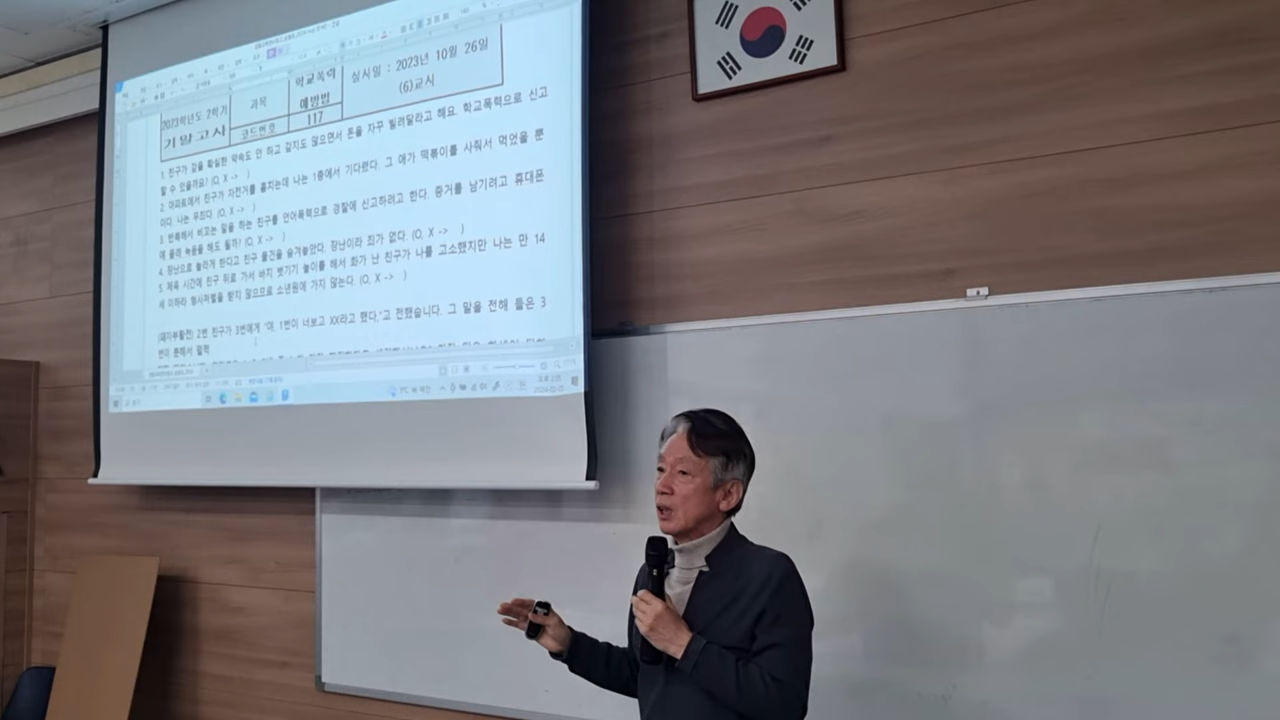 2023학년도 2학기
기말고사
과목
학교폭력
예방법
코드번호
117
실시일 : 2023년 10월 26일
(6)교시
1. 친구가 갚을 확실한 약속도 안 하고 갚지도 않으면서 돈을 자꾸 빌려달라고 해요. 학교폭력으로 신고
할 수 있을까요? (O, X -> )
2. 아파트에서 친구가 자전거를 훔치는데 나는 1층에서 기다렸다. 그 애가 떡볶이를 사줘서 먹었을 뿐
이다. 나는 무죄다. (O, X -> )
3. 반복해서 비꼬는 말을 하는 친구를 언어폭력으로 경찰에 신고하려고 한다. 증거를 남기려고 휴대폰
에 몰래 녹음을 해도 될까? (O, X -> )
4. 장난으로 놀라게 한다고 친구 물건을 숨겨놓았다. 장난이라 죄가 없다. (O, X -> )
5. 체육 시간에 친구 뒤로 가서 바지 벗기기 놀이를 해서 화가 난 친구가 나를 고소했지만 나는 만 14
세 이하라 형사처벌을 받지 않으므로 소년원에 가지 않는다. (O, X -> )
2번 친구가 3번에게 "야, 1번이 너보고 XX라고 했다."고 전했습니다. 그 말을 전해 들은 3
번이 흥분해서 덜컥